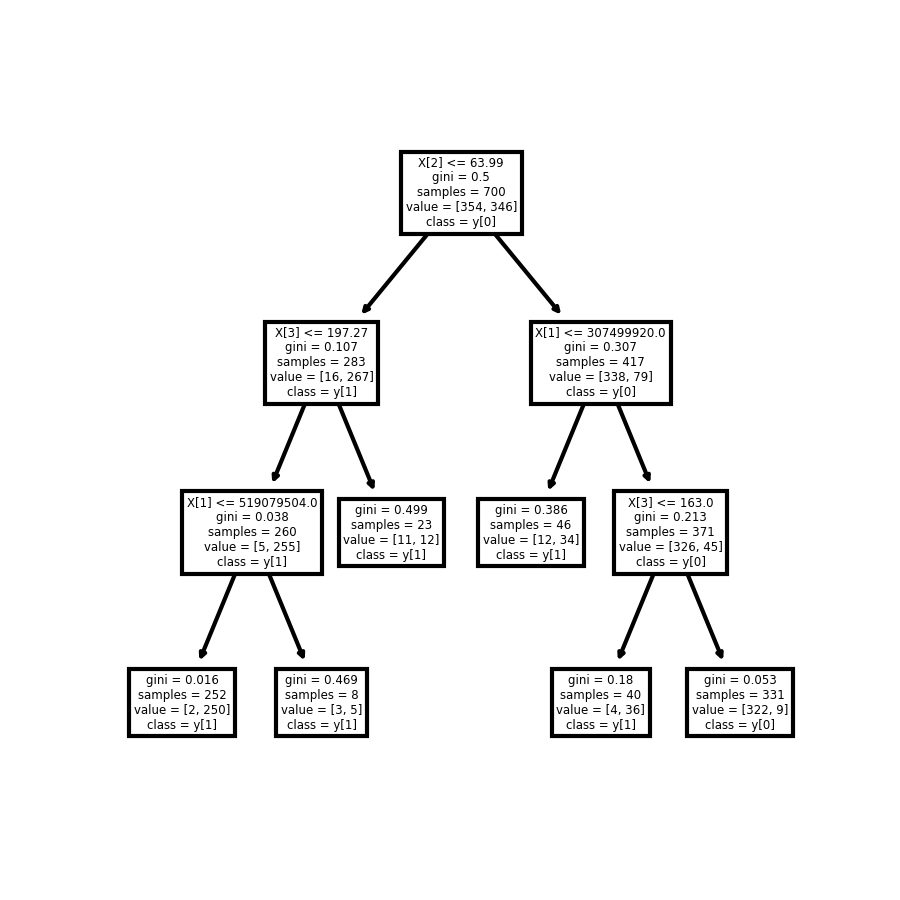 X[2] <= 63.99
gini = 0.5
samples = 700
value = [354, 346]
class = y[0]
X[3] <= 197.27
gini = 0.107
samples = 283
value = [16, 267]
class = y[1]
X[1] <= 307499920.0
gini = 0.307
samples = 417
value = [338, 79]
class = y[0]
X[1] <= 519079504.0
gini = 0.038
samples = 260
value = [5, 255]
class = y[1]
gini = 0.499
samples = 23
value = [11, 12]
class = y[1]
gini = 0.386
samples = 46
value = [12, 34]
class = y[1]
X[3] <= 163.0
gini = 0.213
samples = 371
value = [326, 45]
class = y[0]
gini = 0.016
samples = 252
value = [2, 250]
class = y[1]
gini = 0.469
samples = 8
value = [3, 5]
class = y[1]
gini = 0.18
samples = 40
value = [4, 36]
class = y[1]
gini = 0.053
samples = 331
value = [322, 9]
class = y[0]